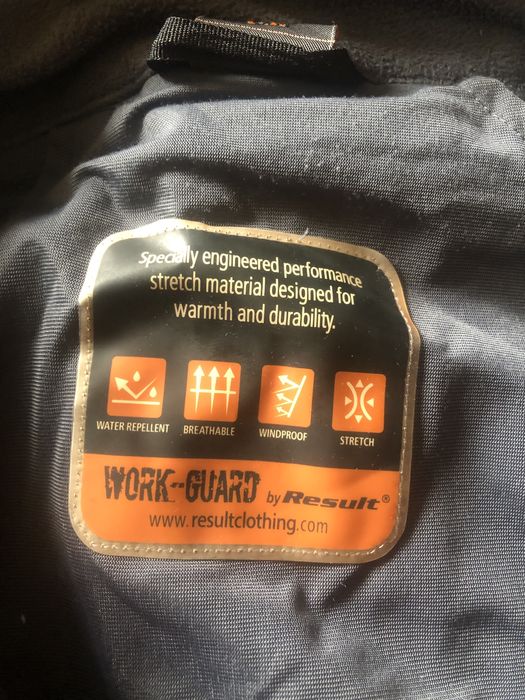 Specially engineered performance
stretch material designed for
warmth and durability.
WATER REPELLENT BREATHABLE WINDPROOF STRETCH
WORK-GUARD by Result®
www.resultclothing.com